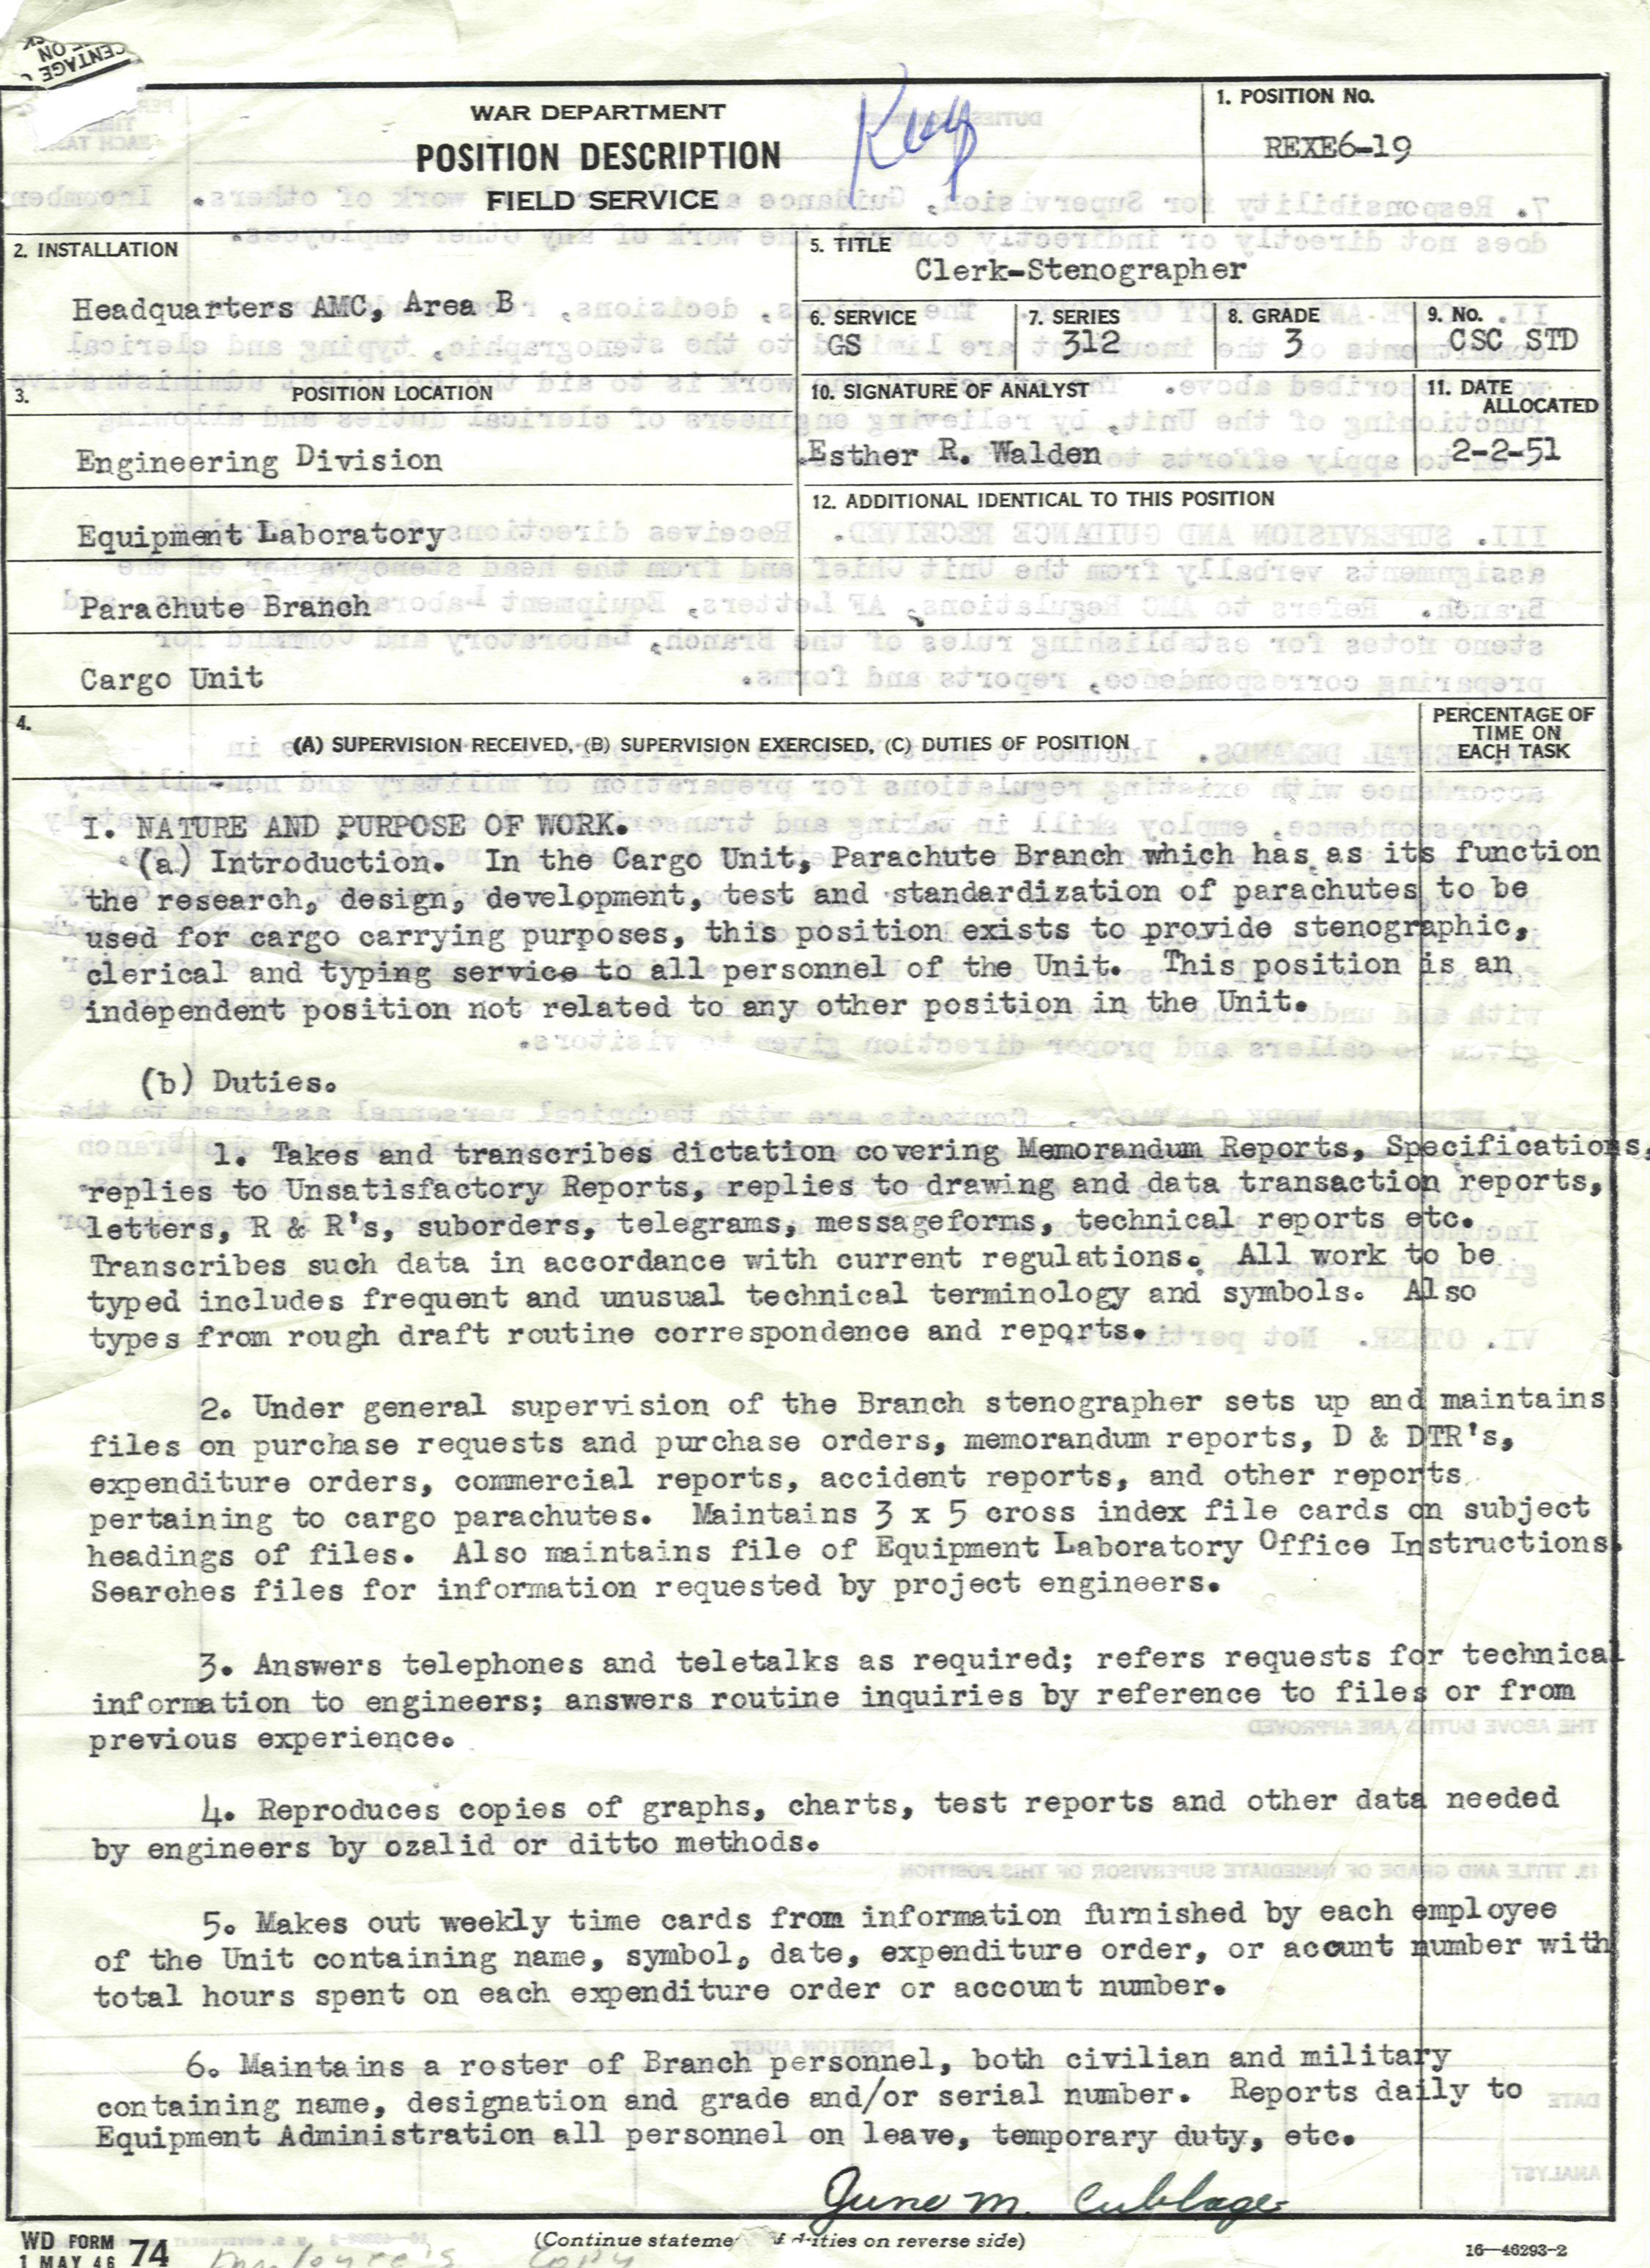 CENTAGE
ON
WAR DEPARTMENT
POSITION DESCRIPTION
FIELD SERVICE
Keep
1. POSITION No.
REXE6-19
2. INSTALLATION
Headquarters AMC, Area B
5. TITLE
Clerk-Stenographer
6. SERVICE
GS
7. SERIES
312
8. GRADE
3
9. No.
CSC STD
3. POSITION LOCATION
Engineering Division
Equipment Laboratory
Parachute Branch
Cargo Unit
10. SIGNATURE OF ANALYST
Esther R. Walden
11. DATE ALLOCATED
2-2-51
12. ADDITIONAL IDENTICAL TO THIS POSITION
4.
(A) SUPERVISION RECEIVED, (B) SUPERVISION EXERCISED, (C) DUTIES OF POSITION
PERCENTAGE OF
TIME ON
EACH TASK
I. NATURE AND PURPOSE OF WORK.
(a) Introduction. In the Cargo Unit, Parachute Branch which has as its function
the research, design, development, test and standardization of parachutes to be
used for cargo carrying purposes, this position exists to provide stenographic,
clerical and typing service to all personnel of the Unit. This position is an
independent position not related to any other position in the Unit.
(b) Duties.
1. Takes and transcribes dictation covering Memorandum Reports, Specifications,
replies to Unsatisfactory Reports, replies to drawing and data transaction reports,
letters, R & R's, suborders, telegrams, messageforms, technical reports etc.
Transcribes such data in accordance with current regulations. All work to be
typed includes frequent and unusual technical terminology and symbols. Also
types from rough draft routine correspondence and reports.
2. Under general supervision of the Branch stenographer sets up and maintains
files on purchase requests and purchase orders, memorandum reports, D & DTR's,
expenditure orders, commercial reports, accident reports, and other reports
pertaining to cargo parachutes. Maintains 3 x 5 cross index file cards on subject
headings of files. Also maintains file of Equipment Laboratory Office Instructions.
Searches files for information requested by project engineers.
3. Answers telephones and teletalks as required; refers requests for technical
information to engineers; answers routine inquiries by reference to files or from
previous experience.
4. Reproduces copies of graphs, charts, test reports and other data needed
by engineers by ozalid or ditto methods.
5. Makes out weekly time cards from information furnished by each employee
of the Unit containing name, symbol, date, expenditure order, or acount number with
total hours spent on each expenditure order or account number.
6. Maintains a roster of Branch personnel, both civilian and military
containing name, designation and grade and/or serial number. Reports daily to
Equipment Administration all personnel on leave, temporary duty, etc.
June M. Cubbage
WD FORM 74
1 MAY 46
(Continue statement of duties on reverse side)
16—46293-2
Employee's Copy